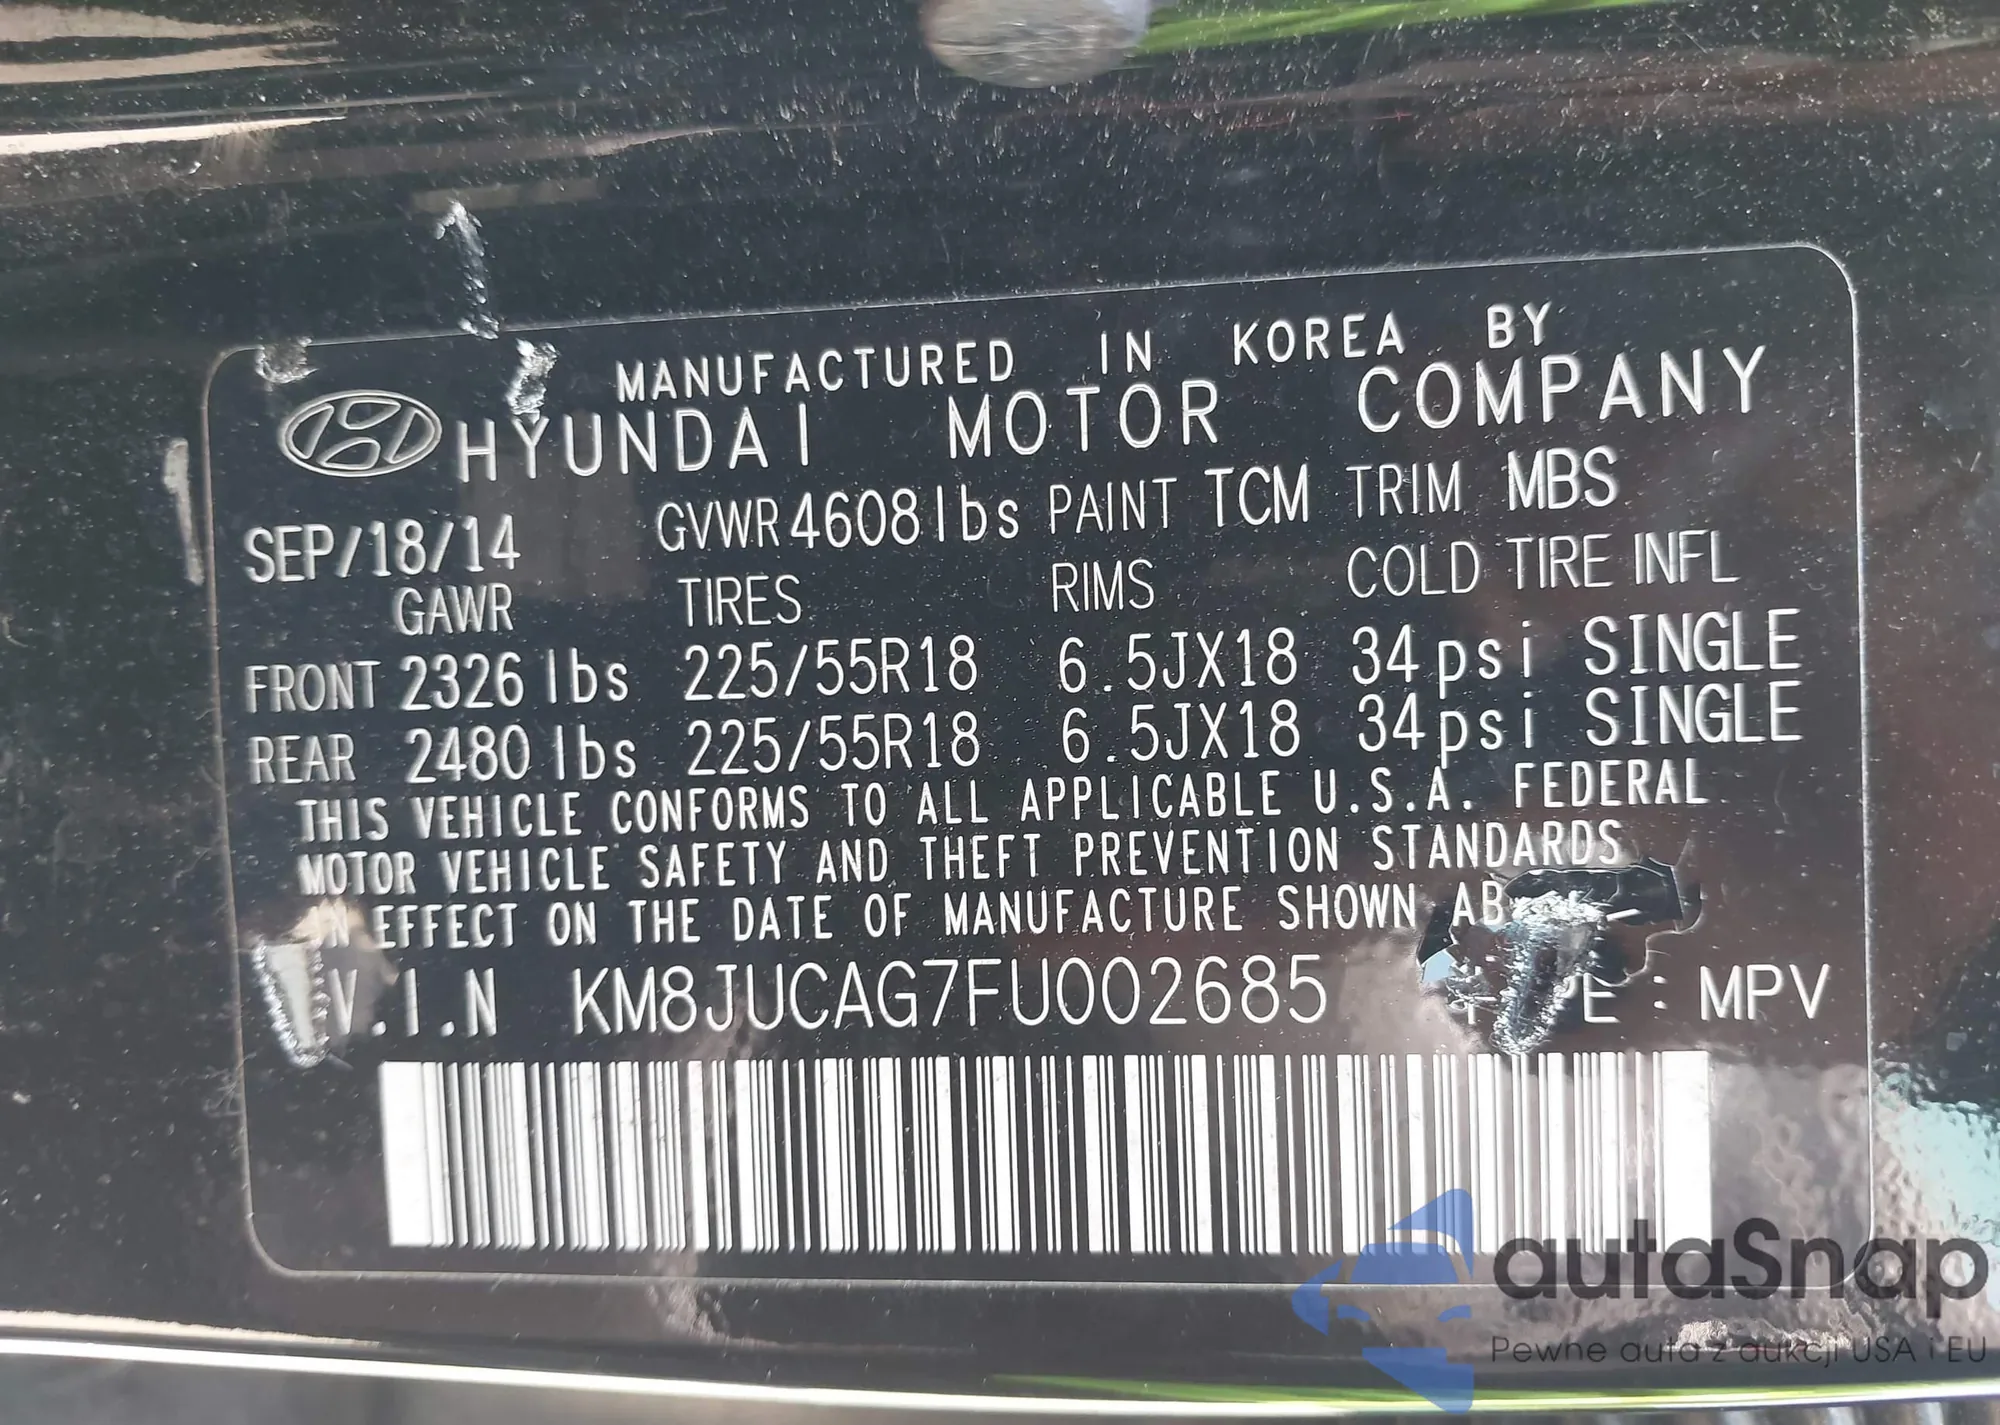 MANUFACTURED IN KOREA BY
HYUNDAI MOTOR COMPANY
SEP/18/14 GVWR 4608lbs PAINT TCM TRIM MBS
GAWR TIRES RIMS COLD TIRE INFL
FRONT 2326 lbs 225/55R18 6.5JX18 34psi SINGLE
REAR 2480 lbs 225/55R18 6.5JX18 34psi SINGLE
THIS VEHICLE CONFORMS TO ALL APPLICABLE U.S.A. FEDERAL
MOTOR VEHICLE SAFETY AND THEFT PREVENTION STANDARDS
IN EFFECT ON THE DATE OF MANUFACTURE SHOWN
V.I.N KM8JUCAG7FU002685 : MPV
autaSnap
Pewne auta z aukcji USA i EU